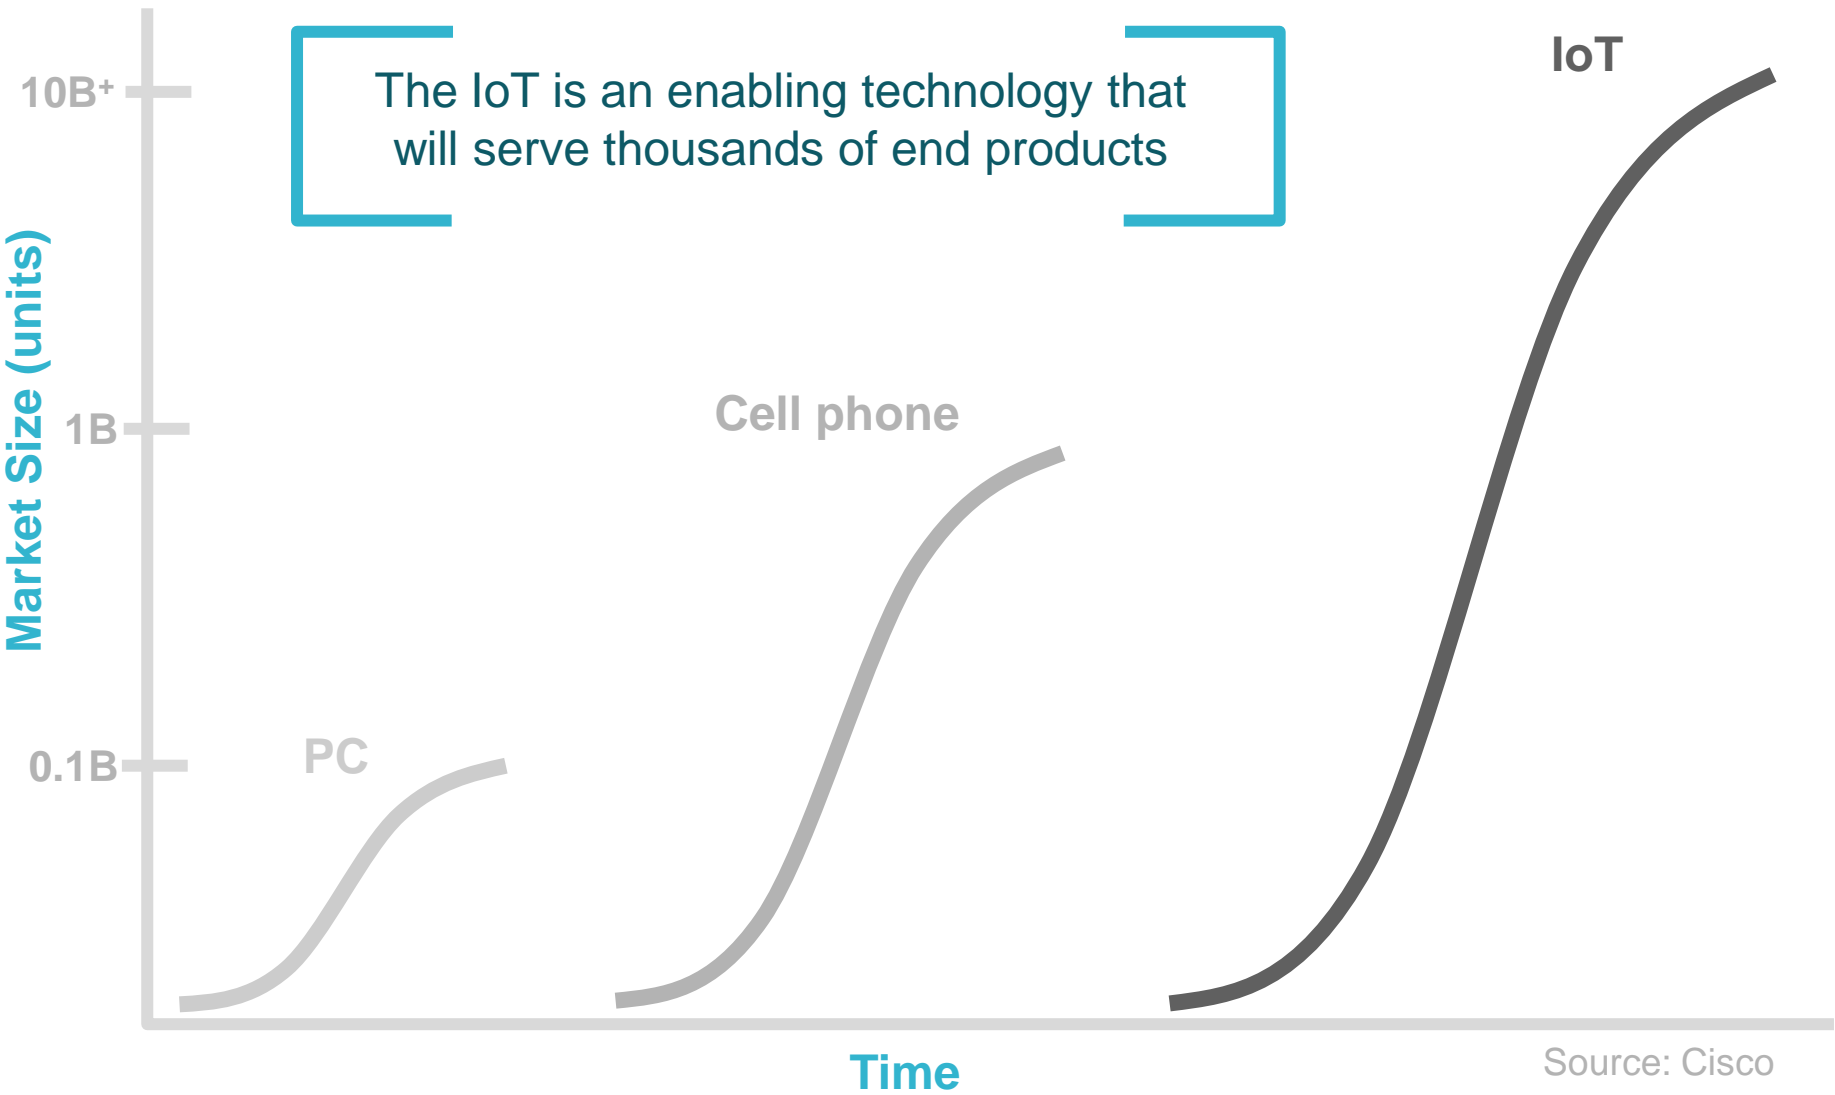 IoT
10B⁺
The IoT is an enabling technology that
will serve thousands of end products
Market Size (units)
Cell phone
1B
PC
0.1B
Time
Source: Cisco